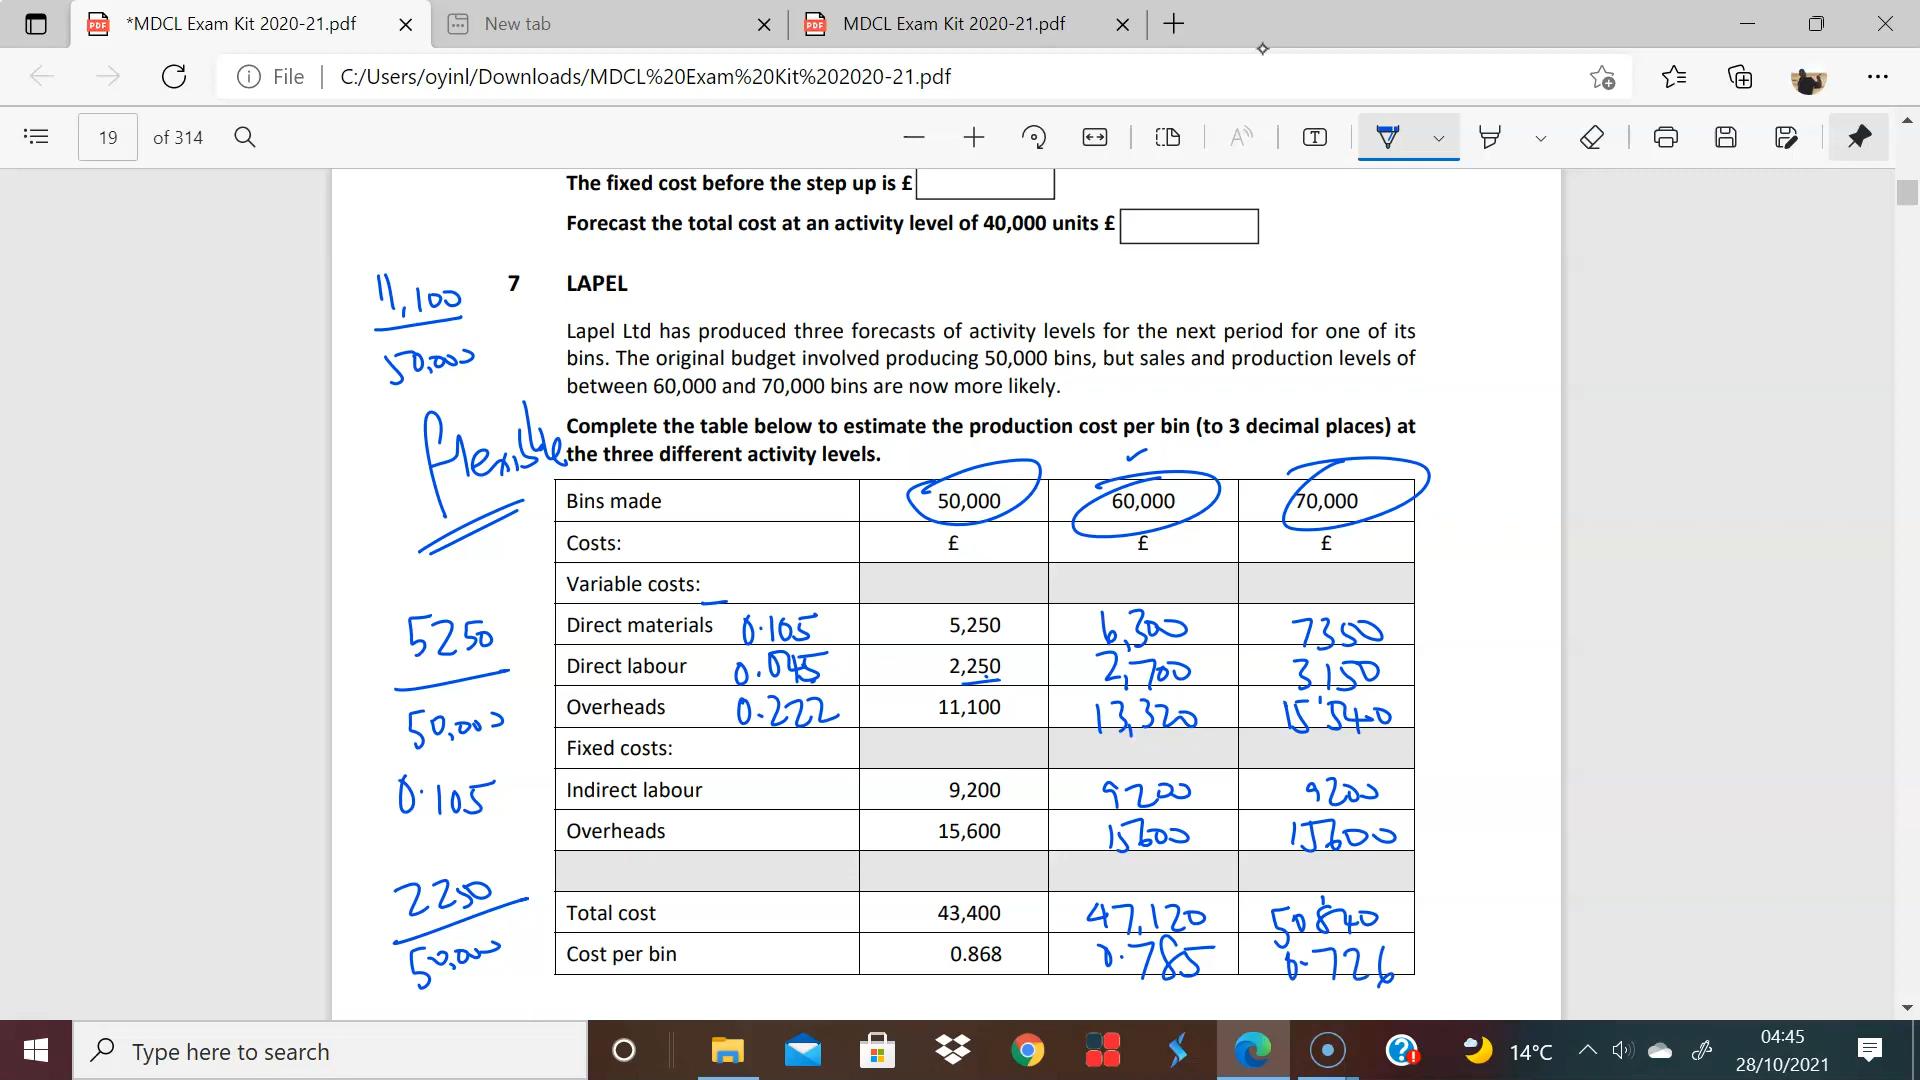 *MDCL Exam Kit 2020-21.pdf
New tab
MDCL Exam Kit 2020-21.pdf
File
C:/Users/oyinl/Downloads/MDCL%20Exam%20Kit%202020-21.pdf
19 of 314
The fixed cost before the step up is £
Forecast the total cost at an activity level of 40,000 units £
7 LAPEL
11,100
50,000
Lapel Ltd has produced three forecasts of activity levels for the next period for one of its
bins. The original budget involved producing 50,000 bins, but sales and production levels of
between 60,000 and 70,000 bins are now more likely.
flexible
Complete the table below to estimate the production cost per bin (to 3 decimal places) at
the three different activity levels.
Bins made 50,000 60,000 70,000
Costs: £ £ £
Variable costs:
Direct materials 0.105 5,250 6,300 7350
Direct labour 0.045 2,250 2,700 3150
Overheads 0.222 11,100 13,320 15'540
Fixed costs:
Indirect labour 9,200 9200 9200
Overheads 15,600 15600 15600
Total cost 43,400 47,120 50'840
Cost per bin 0.868 0.785 0.726
5250
50,000
0.105
2250
50,000
Type here to search
14°C
04:45
28/10/2021